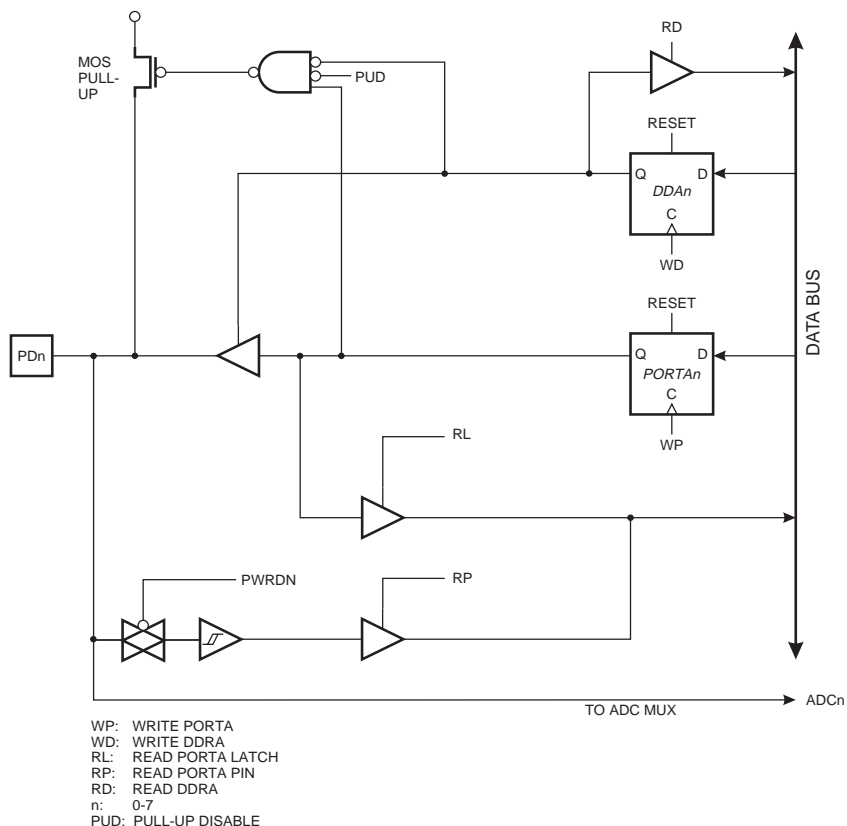 RD
MOS
PULL-
UP
PUD
RESET
Q D
DDAn
C
WD
RESET
PDn
Q D
PORTAn
C
WP
DATA BUS
RL
PWRDN
RP
TO ADC MUX
ADCn
WP: WRITE PORTA
WD: WRITE DDRA
RL: READ PORTA LATCH
RP: READ PORTA PIN
RD: READ DDRA
n: 0-7
PUD: PULL-UP DISABLE